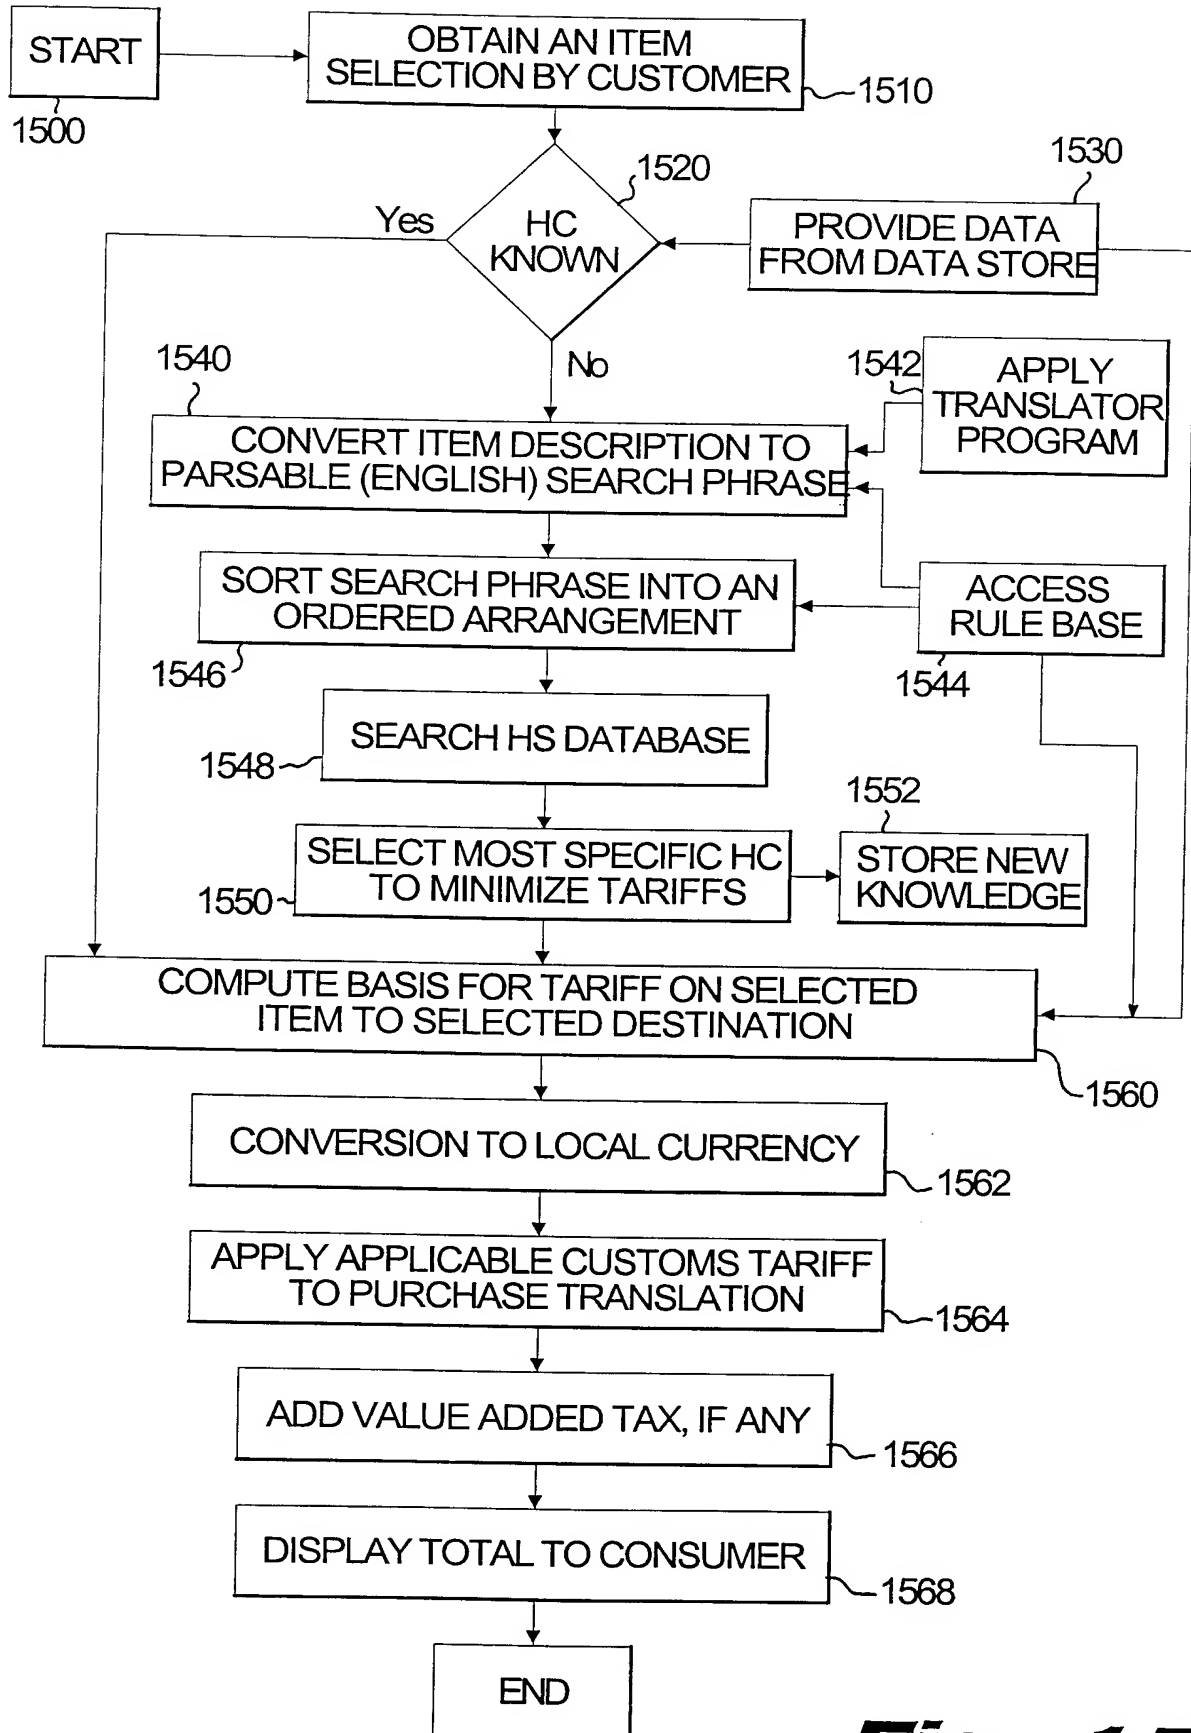 START
1500
OBTAIN AN ITEM
SELECTION BY CUSTOMER
1510
1520
HC
KNOWN
Yes
No
1530
PROVIDE DATA
FROM DATA STORE
1540
CONVERT ITEM DESCRIPTION TO
PARSABLE (ENGLISH) SEARCH PHRASE
1542
APPLY
TRANSLATOR
PROGRAM
SORT SEARCH PHRASE INTO AN
ORDERED ARRANGEMENT
1546
ACCESS
RULE BASE
1544
SEARCH HS DATABASE
1548
SELECT MOST SPECIFIC HC
TO MINIMIZE TARIFFS
1550
1552
STORE NEW
KNOWLEDGE
COMPUTE BASIS FOR TARIFF ON SELECTED
ITEM TO SELECTED DESTINATION
1560
CONVERSION TO LOCAL CURRENCY
1562
APPLY APPLICABLE CUSTOMS TARIFF
TO PURCHASE TRANSLATION
1564
ADD VALUE ADDED TAX, IF ANY
1566
DISPLAY TOTAL TO CONSUMER
1568
END